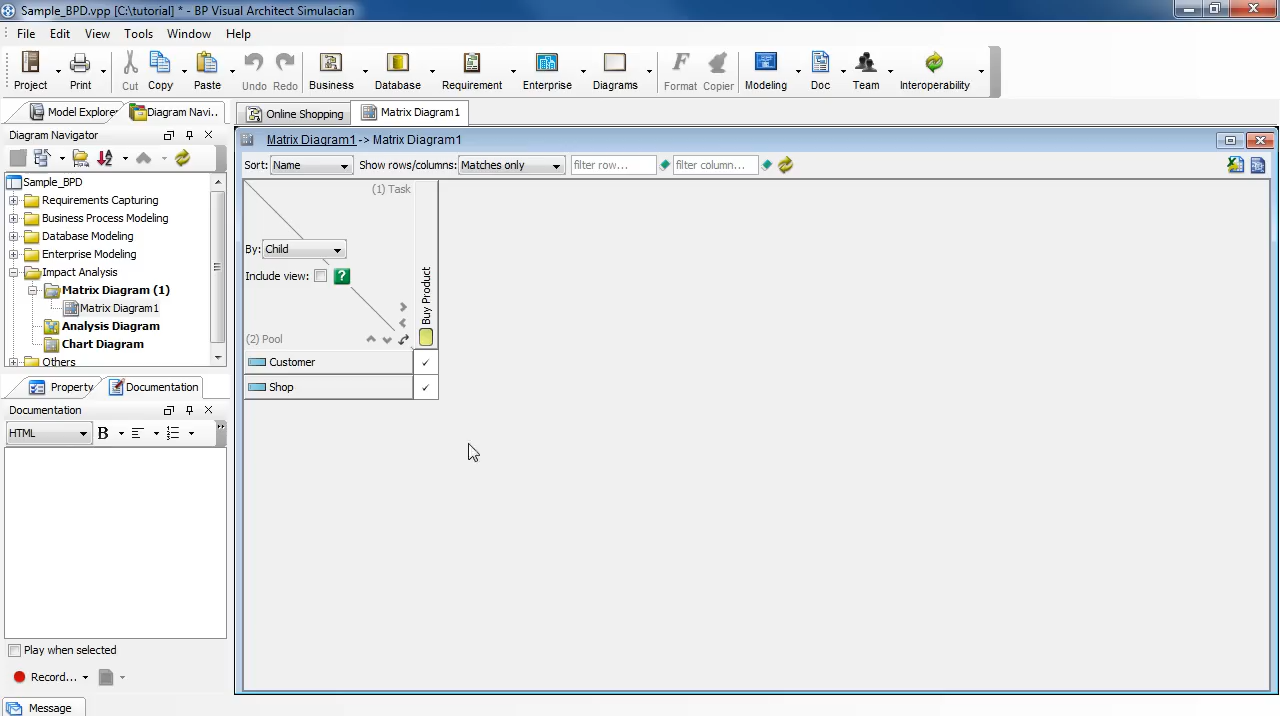 Sample_BPD.vpp [C:\tutorial] * - BP Visual Architect Simulacian
File Edit View Tools Window Help
Project Print Cut Copy Paste Undo Redo Business Database Requirement Enterprise Diagrams Format Copier Modeling Doc Team Interoperability
Model Explorer Diagram Navi... Online Shopping Matrix Diagram1
Diagram Navigator
Matrix Diagram1 -> Matrix Diagram1
Sort: Name Show rows/columns: Matches only filter row... filter column...
Sample_BPD
Requirements Capturing
Business Process Modeling
Database Modeling
Enterprise Modeling
Impact Analysis
Matrix Diagram (1)
Matrix Diagram1
Analysis Diagram
Chart Diagram
Others
(1) Task
By: Child
Include view: ?
Buy Product
(2) Pool
Customer ✓
Shop ✓
Property Documentation
Documentation
HTML B
Play when selected
Record...
Message